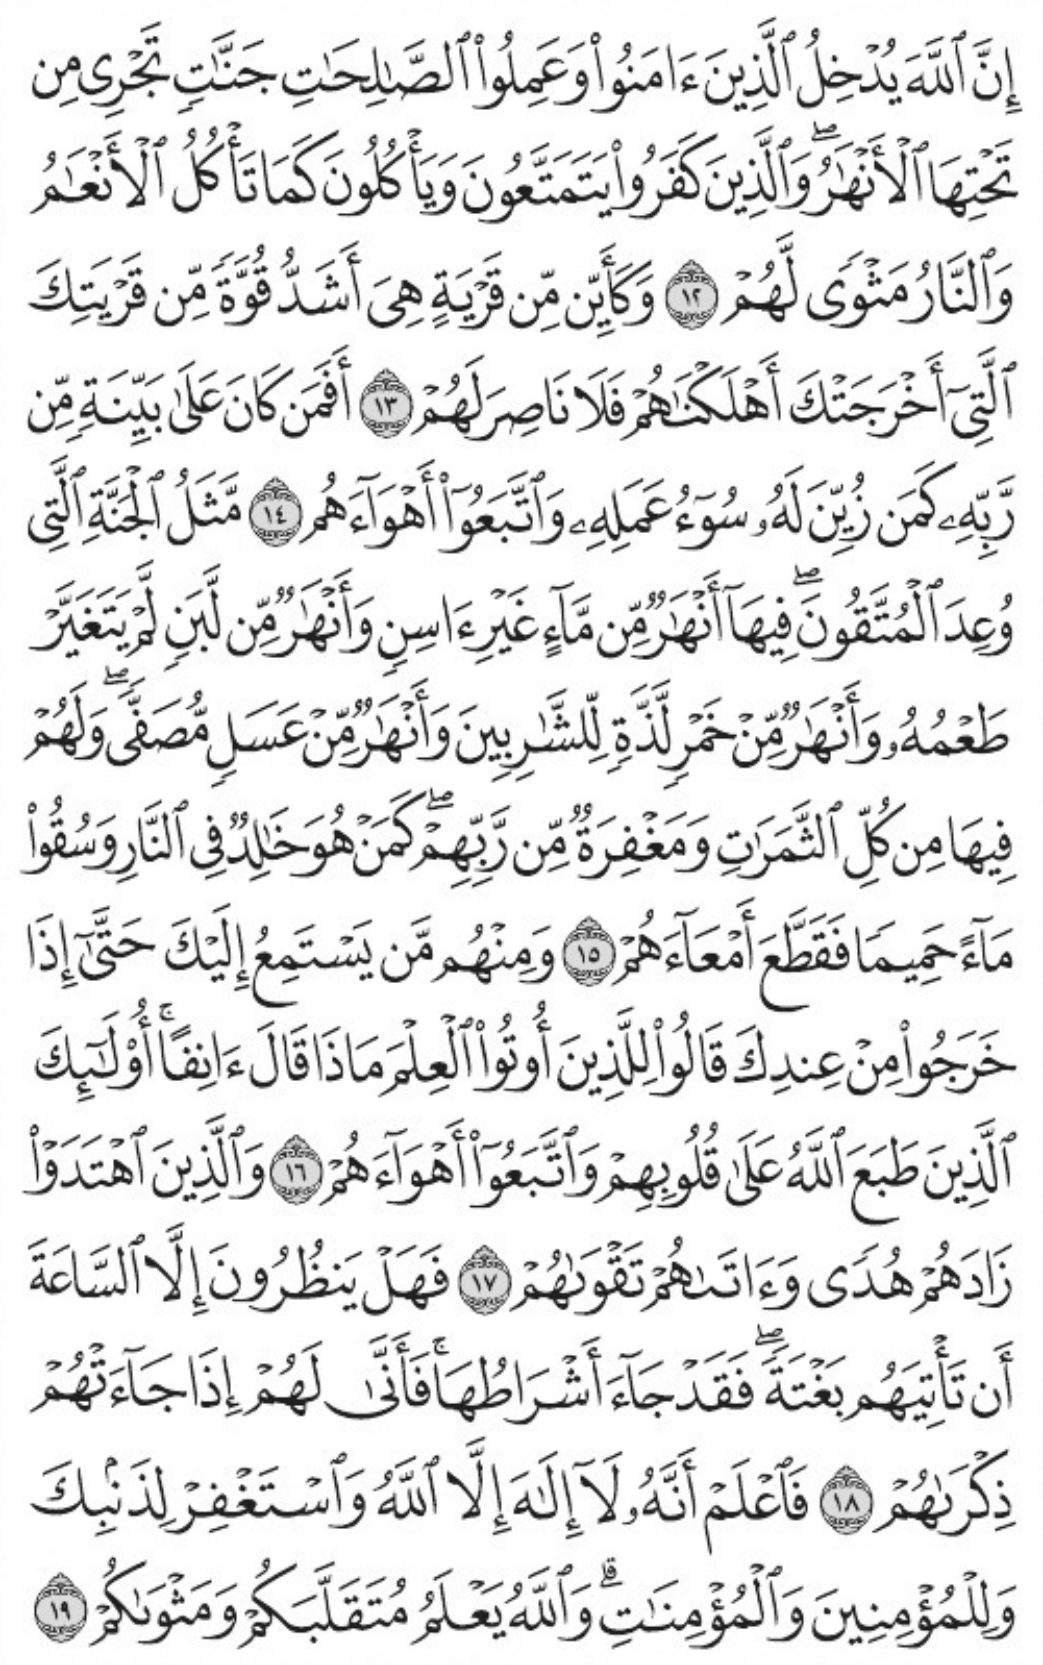 إِنَّ ٱللَّهَ يُدْخِلُ ٱلَّذِينَ ءَامَنُوا۟ وَعَمِلُوا۟ ٱلصَّـٰلِحَـٰتِ جَنَّـٰتٍ تَجْرِى مِن
تَحْتِهَا ٱلْأَنْهَـٰرُ ۖ وَٱلَّذِينَ كَفَرُوا۟ يَتَمَتَّعُونَ وَيَأْكُلُونَ كَمَا تَأْكُلُ ٱلْأَنْعَـٰمُ
وَٱلنَّارُ مَثْوًى لَّهُمْ ١٢ وَكَأَيِّن مِّن قَرْيَةٍ هِىَ أَشَدُّ قُوَّةً مِّن قَرْيَتِكَ
ٱلَّتِىٓ أَخْرَجَتْكَ أَهْلَكْنَـٰهُمْ فَلَا نَاصِرَ لَهُمْ ١٣ أَفَمَن كَانَ عَلَىٰ بَيِّنَةٍ مِّن
رَّبِّهِۦ كَمَن زُيِّنَ لَهُۥ سُوٓءُ عَمَلِهِۦ وَٱتَّبَعُوٓا۟ أَهْوَآءَهُم ١٤ مَّثَلُ ٱلْجَنَّةِ ٱلَّتِى
وُعِدَ ٱلْمُتَّقُونَ ۖ فِيهَآ أَنْهَـٰرٌ مِّن مَّآءٍ غَيْرِ ءَاسِنٍ وَأَنْهَـٰرٌ مِّن لَّبَنٍ لَّمْ يَتَغَيَّرْ
طَعْمُهُۥ وَأَنْهَـٰرٌ مِّنْ خَمْرٍ لَّذَّةٍ لِّلشَّـٰرِبِينَ وَأَنْهَـٰرٌ مِّنْ عَسَلٍ مُّصَفًّى ۖ وَلَهُمْ
فِيهَا مِن كُلِّ ٱلثَّمَرَٰتِ وَمَغْفِرَةٌ مِّن رَّبِّهِمْ ۖ كَمَنْ هُوَ خَـٰلِدٌ فِى ٱلنَّارِ وَسُقُوا۟
مَآءً حَمِيمًا فَقَطَّعَ أَمْعَآءَهُمْ ١٥ وَمِنْهُم مَّن يَسْتَمِعُ إِلَيْكَ حَتَّىٰٓ إِذَا
خَرَجُوا۟ مِنْ عِندِكَ قَالُوا۟ لِلَّذِينَ أُوتُوا۟ ٱلْعِلْمَ مَاذَا قَالَ ءَانِفًا ۚ أُو۟لَـٰٓئِكَ
ٱلَّذِينَ طَبَعَ ٱللَّهُ عَلَىٰ قُلُوبِهِمْ وَٱتَّبَعُوٓا۟ أَهْوَآءَهُمْ ١٦ وَٱلَّذِينَ ٱهْتَدَوْا۟
زَادَهُمْ هُدًى وَءَاتَىٰهُمْ تَقْوَىٰهُمْ ١٧ فَهَلْ يَنظُرُونَ إِلَّا ٱلسَّاعَةَ
أَن تَأْتِيَهُم بَغْتَةً ۖ فَقَدْ جَآءَ أَشْرَاطُهَا ۚ فَأَنَّىٰ لَهُمْ إِذَا جَآءَتْهُمْ
ذِكْرَىٰهُمْ ١٨ فَٱعْلَمْ أَنَّهُۥ لَآ إِلَـٰهَ إِلَّا ٱللَّهُ وَٱسْتَغْفِرْ لِذَنۢبِكَ
وَلِلْمُؤْمِنِينَ وَٱلْمُؤْمِنَـٰتِ ۗ وَٱللَّهُ يَعْلَمُ مُتَقَلَّبَكُمْ وَمَثْوَىٰكُمْ ١٩